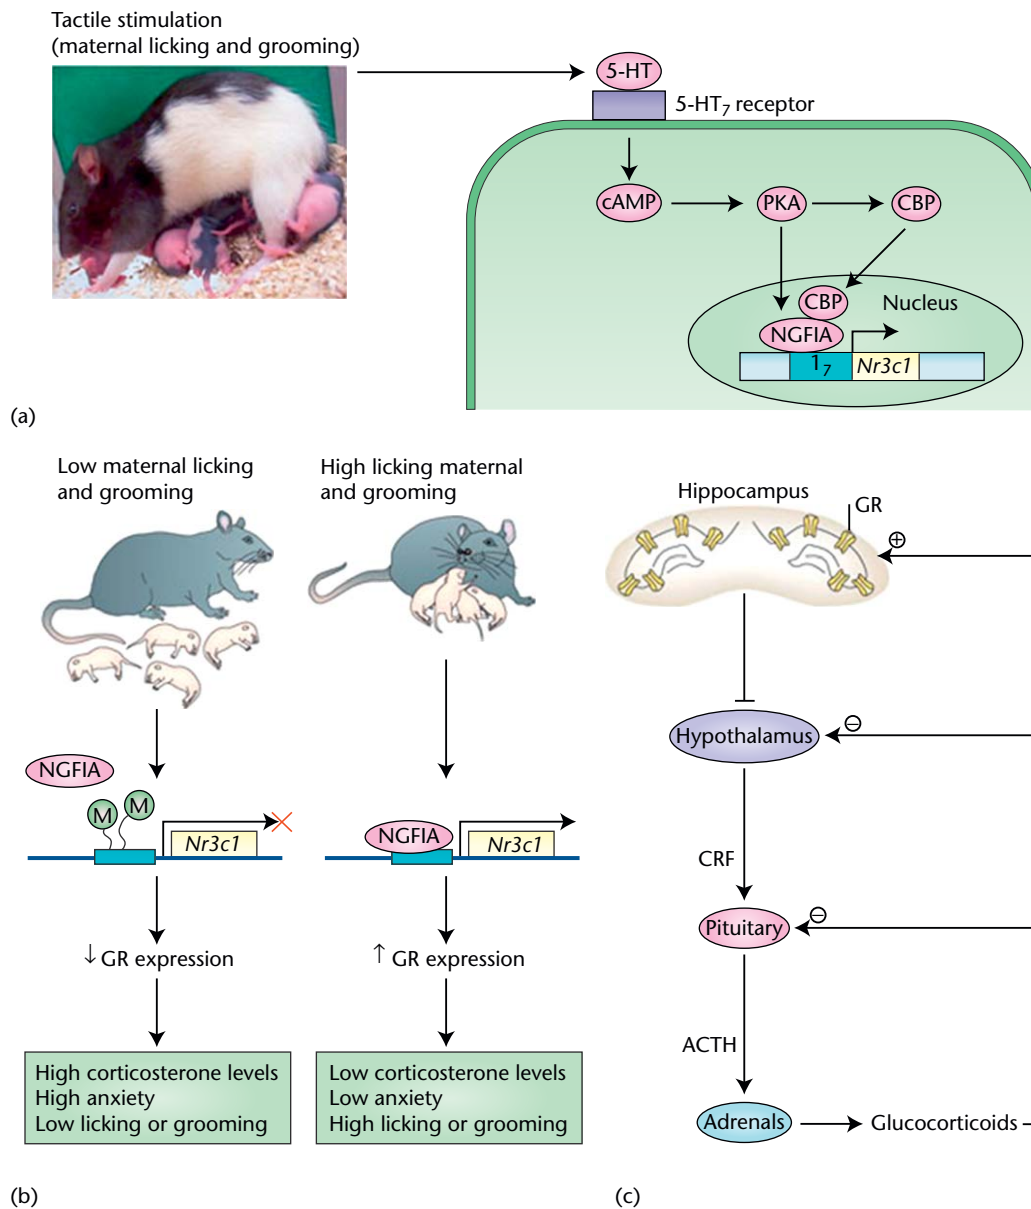 Tactile stimulation
(maternal licking and grooming)
5-HT
5-HT₇ receptor
cAMP
PKA
CBP
CBP
Nucleus
NGFIA
1₇
Nr3c1
(a)
Low maternal licking
and grooming
NGFIA
M
M
Nr3c1
↓ GR expression
High corticosterone levels
High anxiety
Low licking or grooming
High licking maternal
and grooming
NGFIA
Nr3c1
↑ GR expression
Low corticosterone levels
Low anxiety
High licking or grooming
(b)
Hippocampus
GR
⊕
Hypothalamus
⊖
CRF
Pituitary
⊖
ACTH
Adrenals
Glucocorticoids
(c)